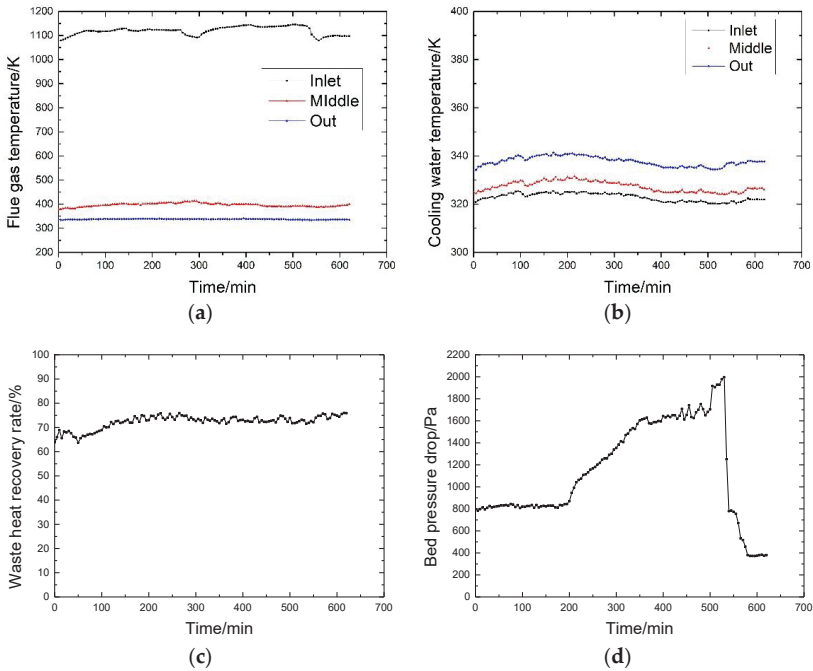 1200
1100
1000
900
800
700
600
500
400
300
200
0 100 200 300 400 500 600 700
Flue gas temperature/K
Time/min
Inlet
MIddle
Out
(a)
400
380
360
340
320
300
0 100 200 300 400 500 600 700
Cooling water temperature/K
Time/min
Inlet
Middle
Out
(b)
100
90
80
70
60
50
40
30
20
10
0
0 100 200 300 400 500 600 700
Waste heat recovery rate/%
Time/min
(c)
2200
2000
1800
1600
1400
1200
1000
800
600
400
200
0
0 100 200 300 400 500 600 700
Bed pressure drop/Pa
Time/min
(d)